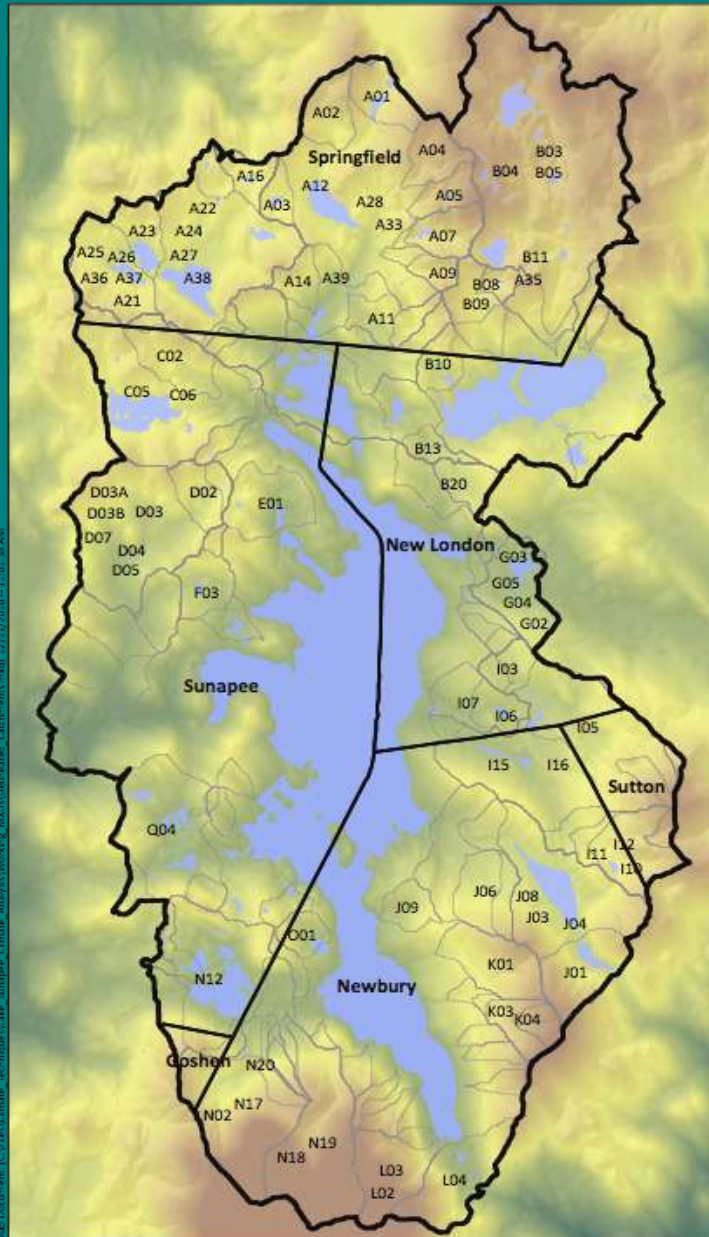 A01
A02
Springfield
A04
B03
B04
B05
A16
A12
A03
A28
A05
A22
A33
A23
A24
A07
A25
A26
A27
B11
A36
A37
A38
A14
A39
A09
B08
A35
A21
B09
A11
C02
B10
C05
C06
B13
D03A
D02
B20
D03B
D03
E01
D07
New London
D04
G03
D05
G05
F03
G04
G02
I03
Sunapee
I07
I06
I05
I15
I16
Sutton
Q04
I12
I11
I10
J06
J08
J09
J03
J04
O01
K01
J01
N12
Newbury
K03
K04
Goshen
N20
N17
N02
N19
N18
L03
L04
L02